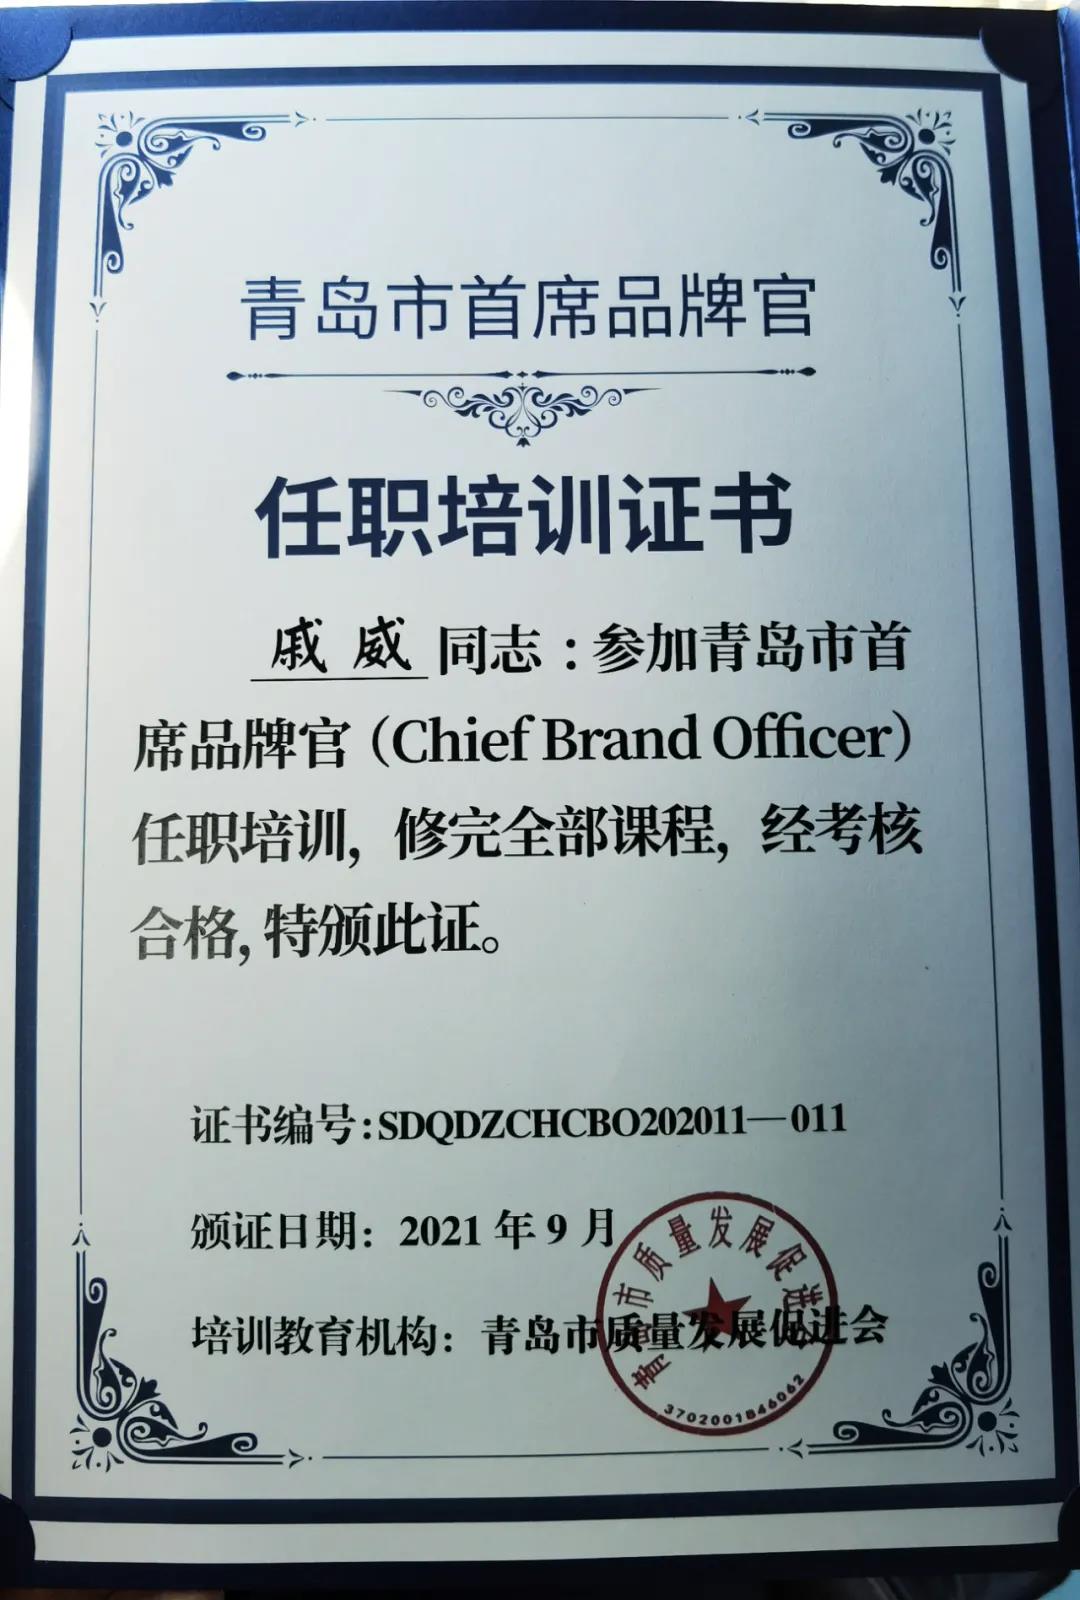 青岛市首席品牌官
任职培训证书
戚威同志：参加青岛市首
席品牌官（Chief Brand Officer）
任职培训，修完全部课程，经考核
合格，特颁此证。
证书编号：SDQDZCHCBO202011—011
颁证日期：2021 年 9 月
培训教育机构：青岛市质量发展促进会
青岛市质量发展促进会
3702001846062